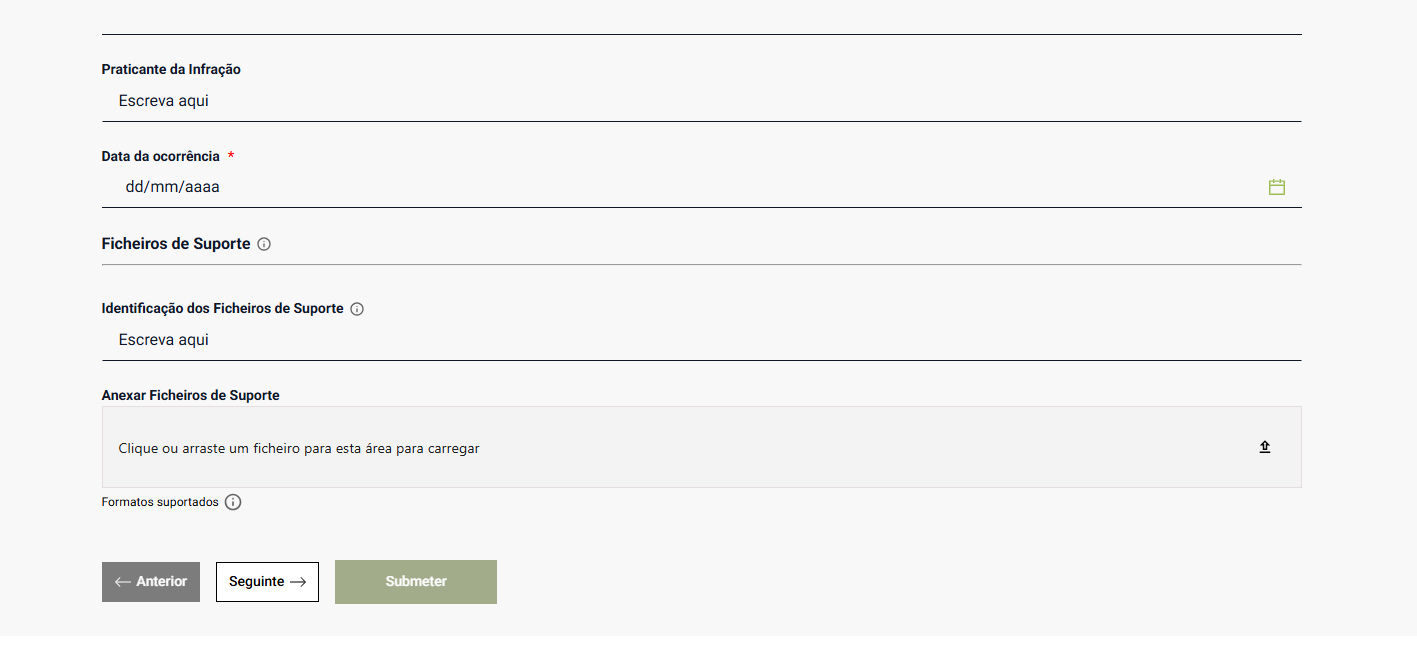 Praticante da Infração
Escreva aqui
Data da ocorrência *
dd/mm/aaaa
Ficheiros de Suporte
Identificação dos Ficheiros de Suporte
Escreva aqui
Anexar Ficheiros de Suporte
Clique ou arraste um ficheiro para esta área para carregar
Formatos suportados
← Anterior Seguinte → Submeter